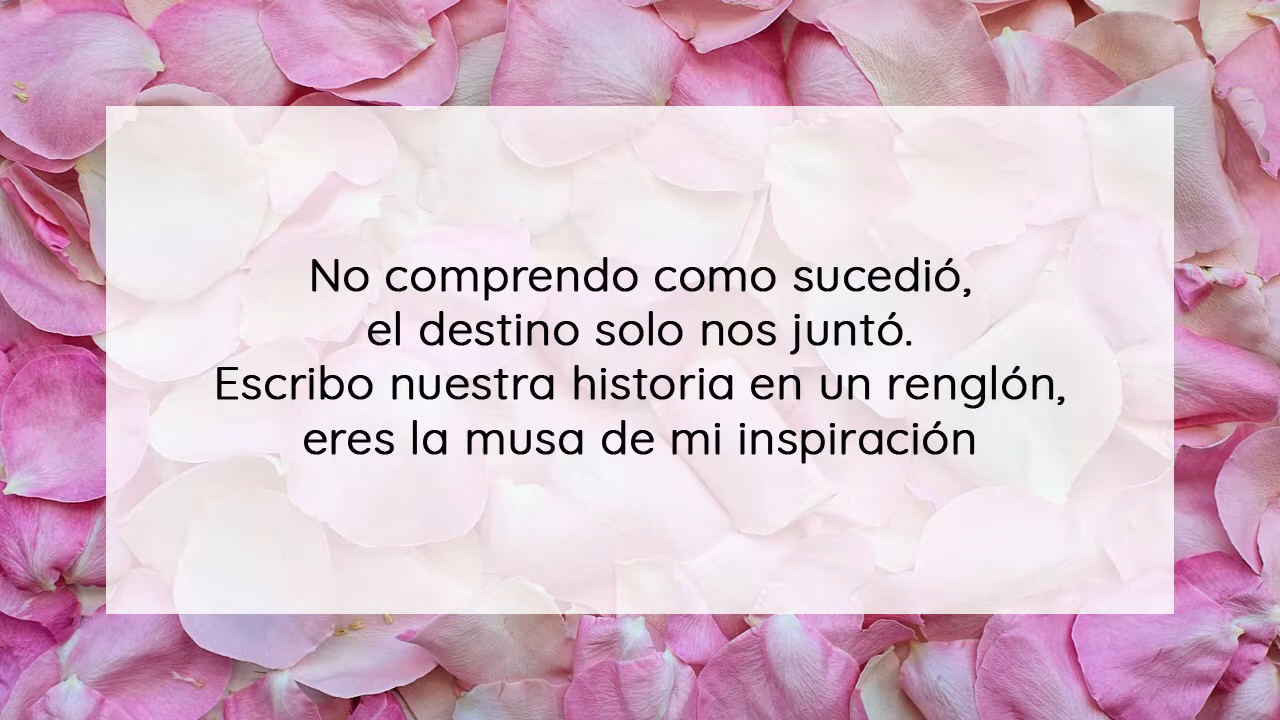 No comprendo como sucedió,
el destino solo nos juntó.
Escribo nuestra historia en un renglón,
eres la musa de mi inspiración